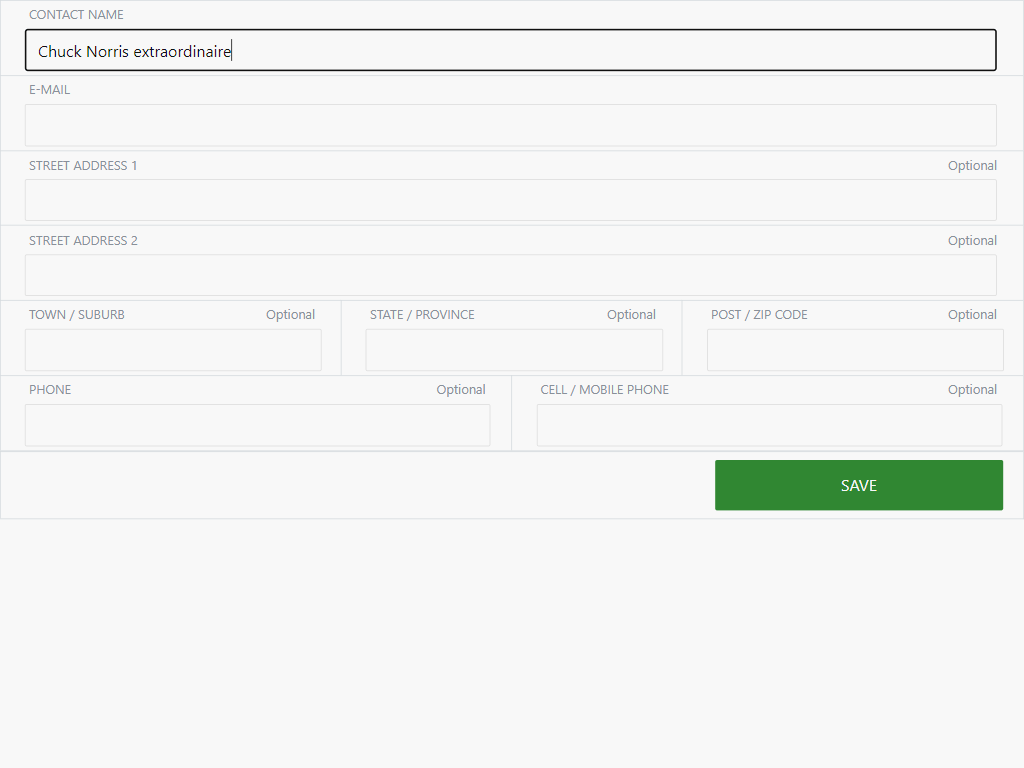 CONTACT NAME
Chuck Norris extraordinaire
E-MAIL
STREET ADDRESS 1 Optional
STREET ADDRESS 2 Optional
TOWN / SUBURB Optional STATE / PROVINCE Optional POST / ZIP CODE Optional
PHONE Optional CELL / MOBILE PHONE Optional
SAVE